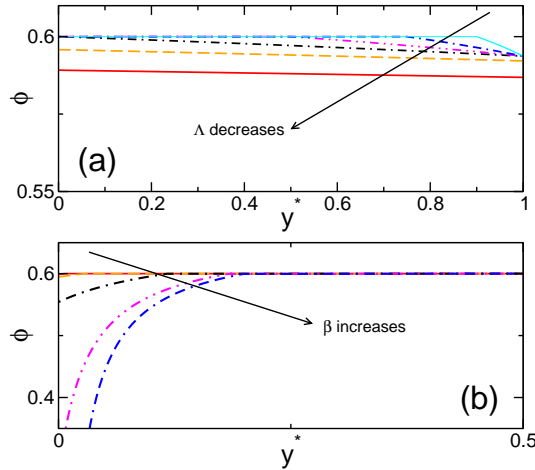 0.6
ϕ
Λ decreases
(a)
0.55
0 0.2 0.4 0.6 0.8 1
y*
0.6
ϕ
β increases
0.4
(b)
0 0.5
y*